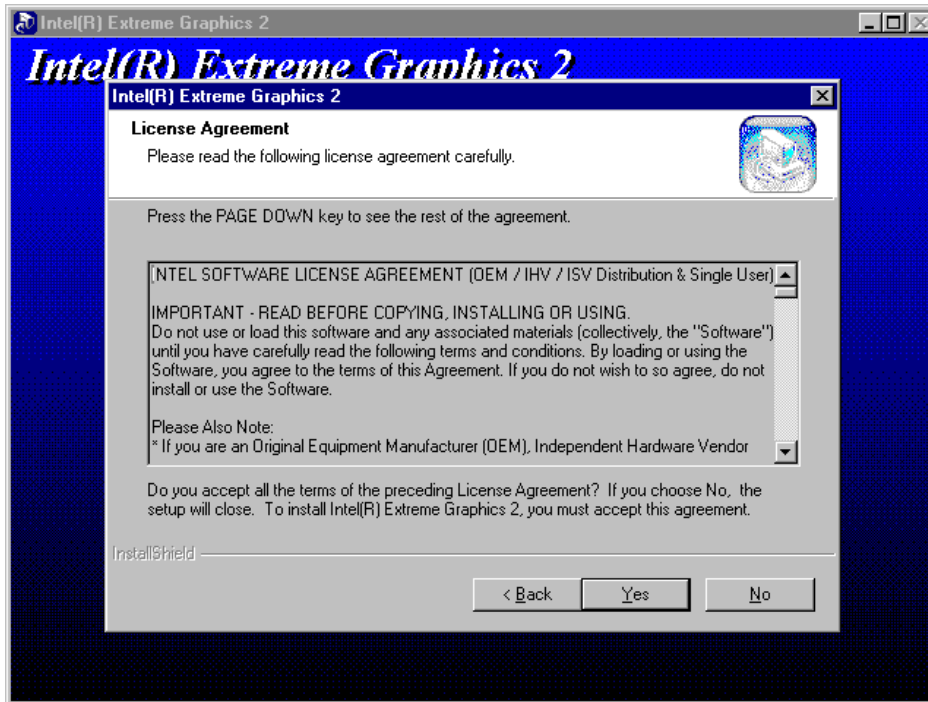 Intel(R) Extreme Graphics 2
Intel(R) Extreme Graphics 2
Intel(R) Extreme Graphics 2
License Agreement
Please read the following license agreement carefully.
Press the PAGE DOWN key to see the rest of the agreement.
INTEL SOFTWARE LICENSE AGREEMENT (OEM / IHV / ISV Distribution & Single User)
IMPORTANT - READ BEFORE COPYING, INSTALLING OR USING.
Do not use or load this software and any associated materials (collectively, the "Software")
until you have carefully read the following terms and conditions. By loading or using the
Software, you agree to the terms of this Agreement. If you do not wish to so agree, do not
install or use the Software.
Please Also Note:
* If you are an Original Equipment Manufacturer (OEM), Independent Hardware Vendor
Do you accept all the terms of the preceding License Agreement? If you choose No, the
setup will close. To install Intel(R) Extreme Graphics 2, you must accept this agreement.
InstallShield
< Back
Yes
No